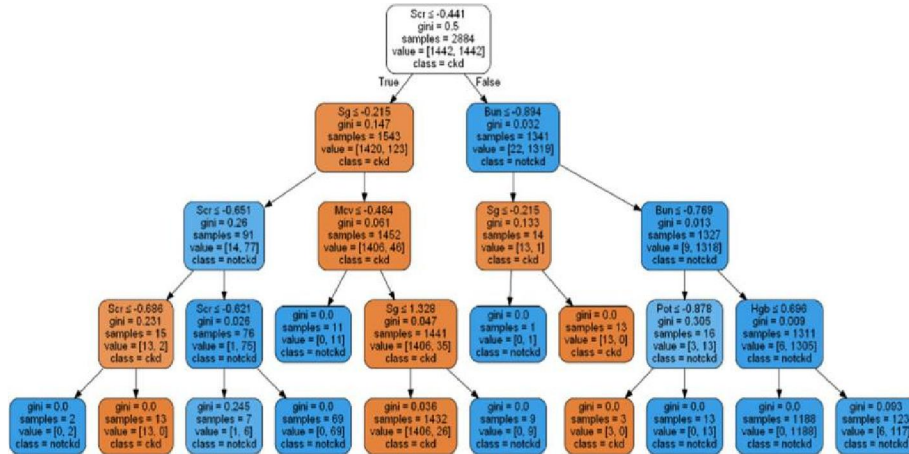 Scr ≤ -0.441
gini = 0.5
samples = 2884
value = [1442, 1442]
class = ckd
True
False
Sg ≤ -0.215
gini = 0.147
samples = 1543
value = [1420, 123]
class = ckd
Bun ≤ -0.894
gini = 0.032
samples = 1341
value = [22, 1319]
class = notckd
Scr ≤ -0.651
gini = 0.26
samples = 91
value = [14, 77]
class = notckd
Mcv ≤ -0.484
gini = 0.061
samples = 1452
value = [1406, 46]
class = ckd
Sg ≤ -0.215
gini = 0.133
samples = 14
value = [13, 1]
class = ckd
Bun ≤ -0.769
gini = 0.013
samples = 1327
value = [9, 1318]
class = notckd
Scr ≤ -0.686
gini = 0.231
samples = 15
value = [13, 2]
class = ckd
Scr ≤ -0.621
gini = 0.026
samples = 76
value = [1, 75]
class = notckd
gini = 0.0
samples = 11
value = [0, 11]
class = notckd
Sg ≤ 1.328
gini = 0.047
samples = 1441
value = [1406, 35]
class = ckd
gini = 0.0
samples = 1
value = [0, 1]
class = notckd
gini = 0.0
samples = 13
value = [13, 0]
class = ckd
Pot ≤ -0.878
gini = 0.305
samples = 16
value = [3, 13]
class = notckd
Hgb ≤ 0.696
gini = 0.009
samples = 1311
value = [6, 1305]
class = notckd
gini = 0.0
samples = 2
value = [0, 2]
class = notckd
gini = 0.0
samples = 13
value = [13, 0]
class = ckd
gini = 0.245
samples = 7
value = [1, 6]
class = notckd
gini = 0.0
samples = 69
value = [0, 69]
class = notckd
gini = 0.036
samples = 1432
value = [1406, 26]
class = ckd
gini = 0.0
samples = 9
value = [0, 9]
class = notckd
gini = 0.0
samples = 3
value = [3, 0]
class = ckd
gini = 0.0
samples = 13
value = [0, 13]
class = notckd
gini = 0.0
samples = 1188
value = [0, 1188]
class = notckd
gini = 0.093
samples = 123
value = [6, 117]
class = notckd